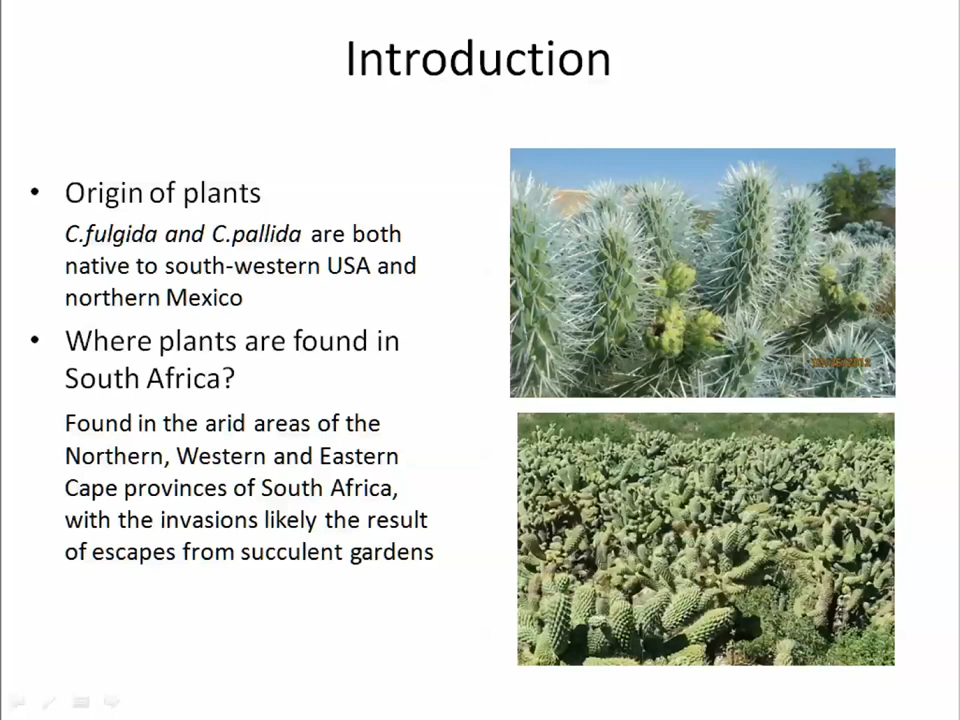 Introduction
• Origin of plants
C.fulgida and C.pallida are both
native to south-western USA and
northern Mexico
• Where plants are found in
South Africa?
Found in the arid areas of the
Northern, Western and Eastern
Cape provinces of South Africa,
with the invasions likely the result
of escapes from succulent gardens